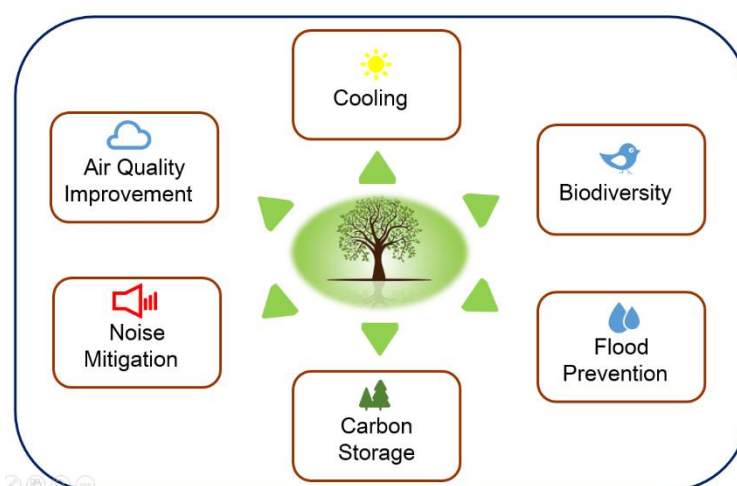 Cooling
Air Quality
Improvement
Biodiversity
Noise
Mitigation
Flood
Prevention
Carbon
Storage